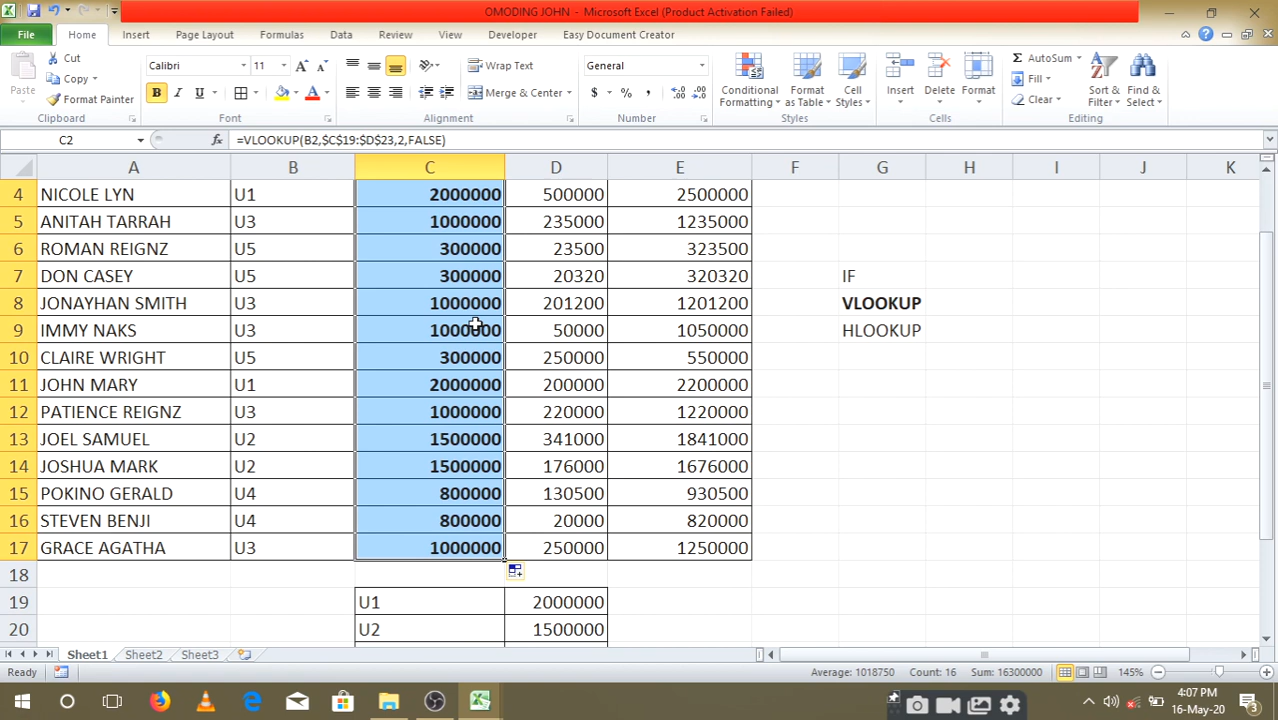 OMODING JOHN - Microsoft Excel (Product Activation Failed)
File Home Insert Page Layout Formulas Data Review View Developer Easy Document Creator
Paste Cut Copy Format Painter Clipboard
Calibri 11 B I U A Font
Wrap Text Merge & Center Alignment
General $ % , Number
Conditional Formatting Format as Table Cell Styles Styles
Insert Delete Format Cells
Σ AutoSum Fill Clear Sort & Filter Find & Select Editing
C2 fx =VLOOKUP(B2,$C$19:$D$23,2,FALSE)
A B C D E F G H I J K
4 NICOLE LYN U1 2000000 500000 2500000
5 ANITAH TARRAH U3 1000000 235000 1235000
6 ROMAN REIGNZ U5 300000 23500 323500
7 DON CASEY U5 300000 20320 320320 IF
8 JONAYHAN SMITH U3 1000000 201200 1201200 VLOOKUP
9 IMMY NAKS U3 1000000 50000 1050000 HLOOKUP
10 CLAIRE WRIGHT U5 300000 250000 550000
11 JOHN MARY U1 2000000 200000 2200000
12 PATIENCE REIGNZ U3 1000000 220000 1220000
13 JOEL SAMUEL U2 1500000 341000 1841000
14 JOSHUA MARK U2 1500000 176000 1676000
15 POKINO GERALD U4 800000 130500 930500
16 STEVEN BENJI U4 800000 20000 820000
17 GRACE AGATHA U3 1000000 250000 1250000
18
19 U1 2000000
20 U2 1500000
Sheet1 Sheet2 Sheet3
Ready Average: 1018750 Count: 16 Sum: 16300000 145%
4:07 PM
16-May-20 3